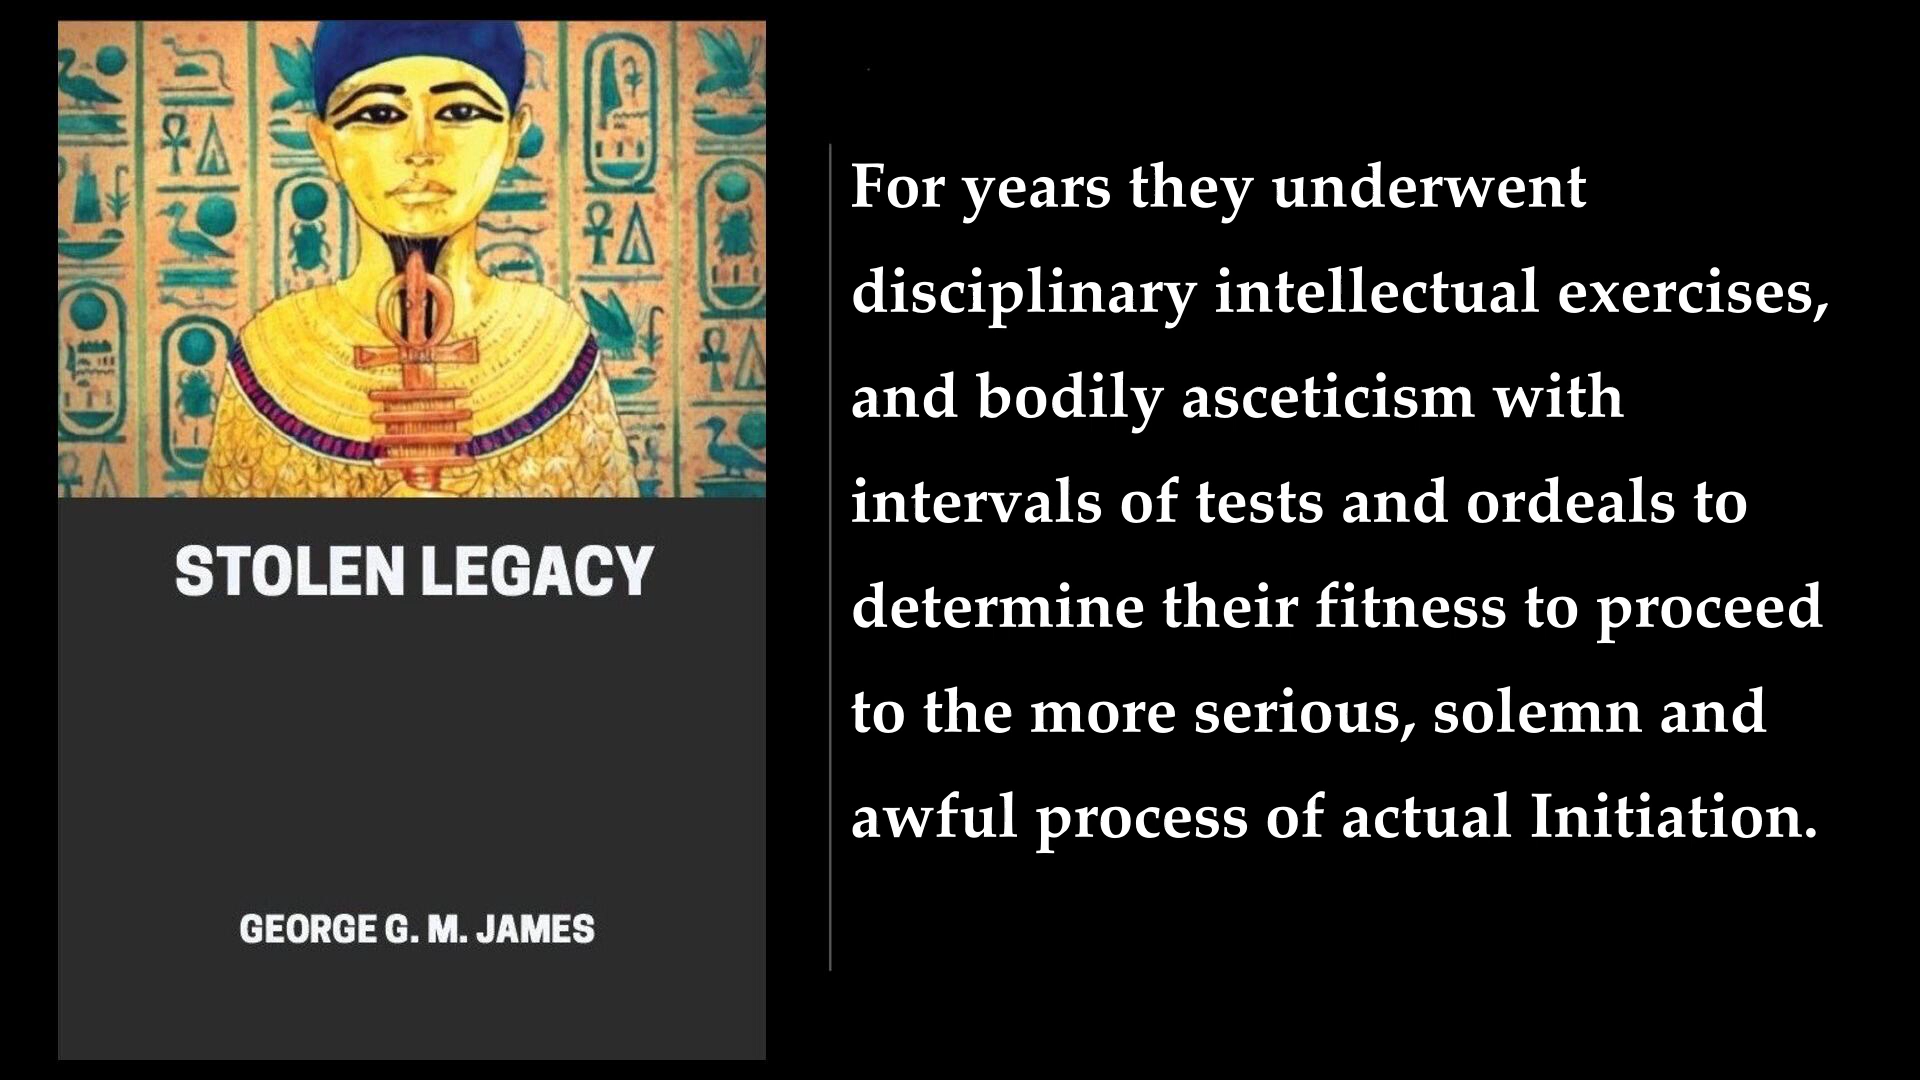 STOLEN LEGACY
GEORGE G. M. JAMES
For years they underwent
disciplinary intellectual exercises,
and bodily asceticism with
intervals of tests and ordeals to
determine their fitness to proceed
to the more serious, solemn and
awful process of actual Initiation.